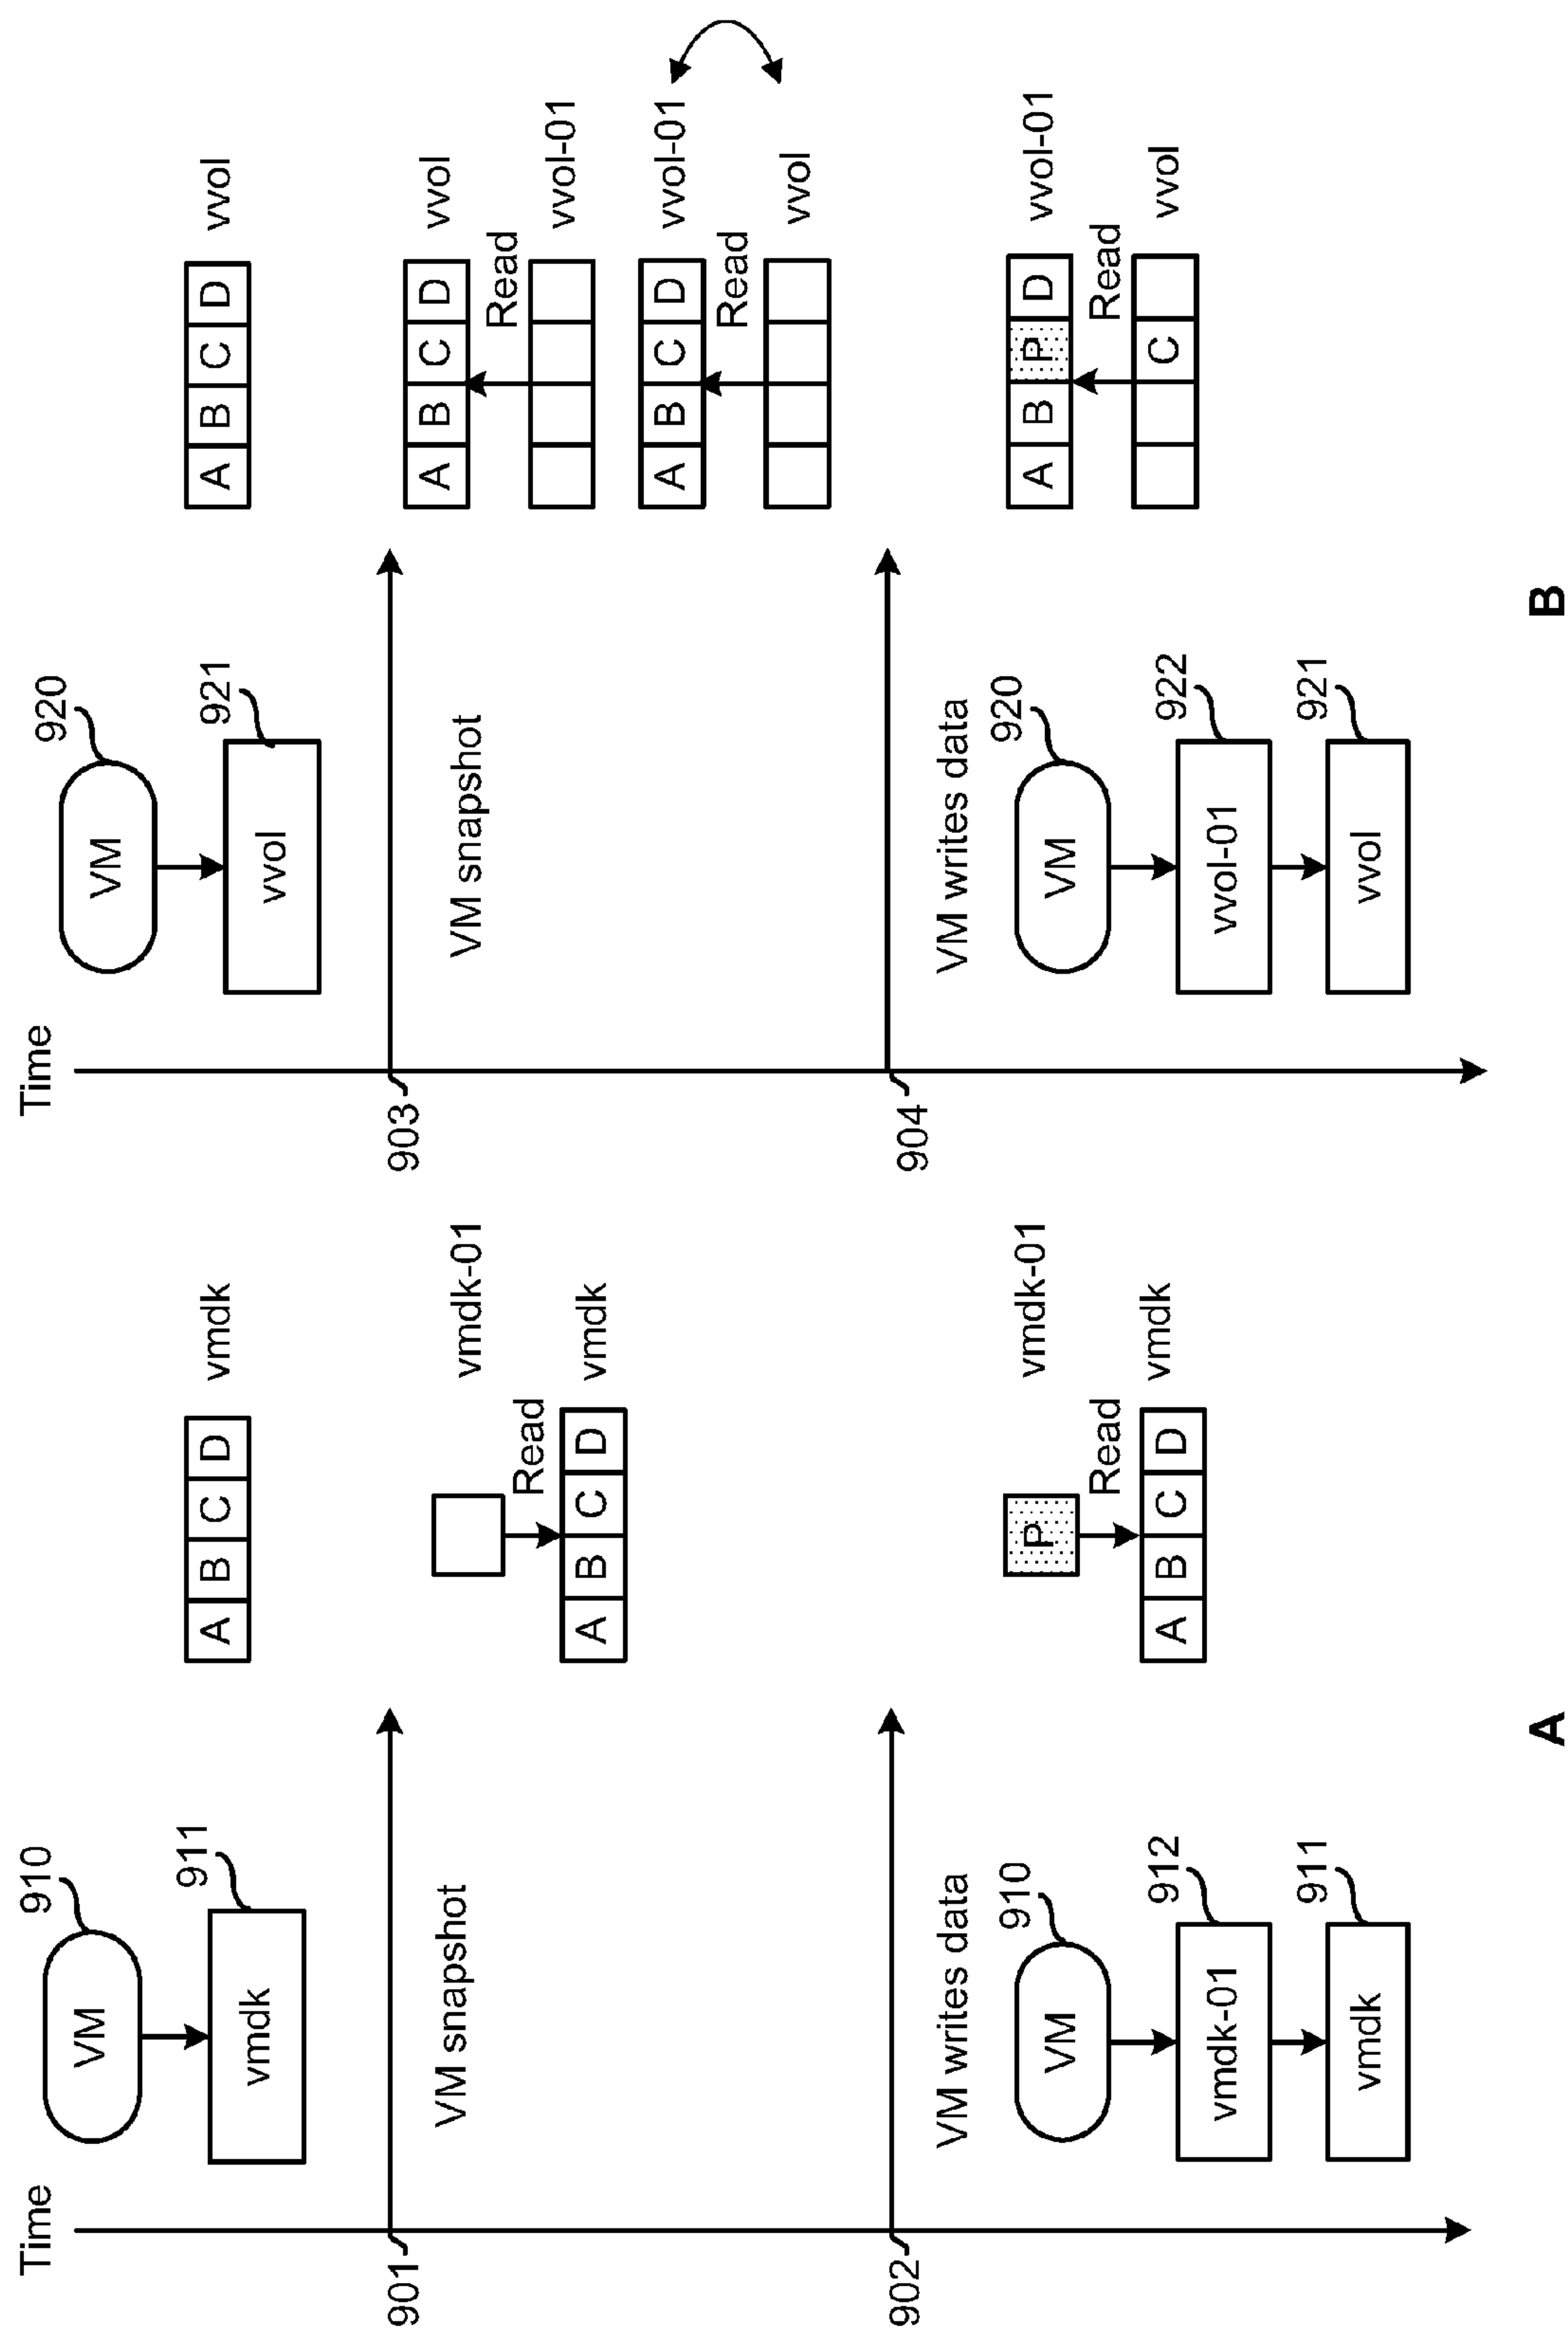 Time
910
VM
911
vmdk
A B C D
vmdk
901
VM snapshot
vmdk-01
Read
A B C D
vmdk
902
VM writes data
910
VM
912
vmdk-01
911
vmdk
P
vmdk-01
Read
A B C D
vmdk
A
Time
920
VM
921
vvol
A B C D
vvol
903
VM snapshot
A B C D
vvol
Read
vvol-01
A B C D
vvol-01
Read
vvol
904
VM writes data
920
VM
922
vvol-01
921
vvol
A B P D
vvol-01
Read
C
vvol
B